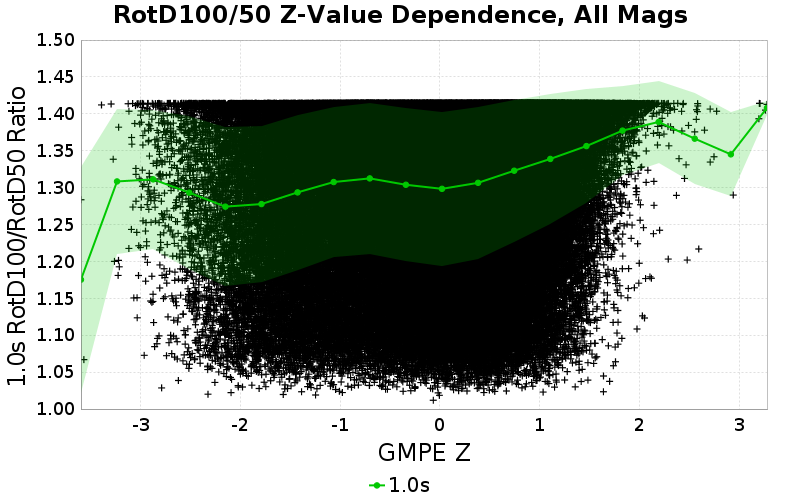 RotD100/50 Z-Value Dependence, All Mags
1.0s RotD100/RotD50 Ratio
1.50
1.45
1.40
1.35
1.30
1.25
1.20
1.15
1.10
1.05
1.00
-3 -2 -1 0 1 2 3
GMPE Z
1.0s